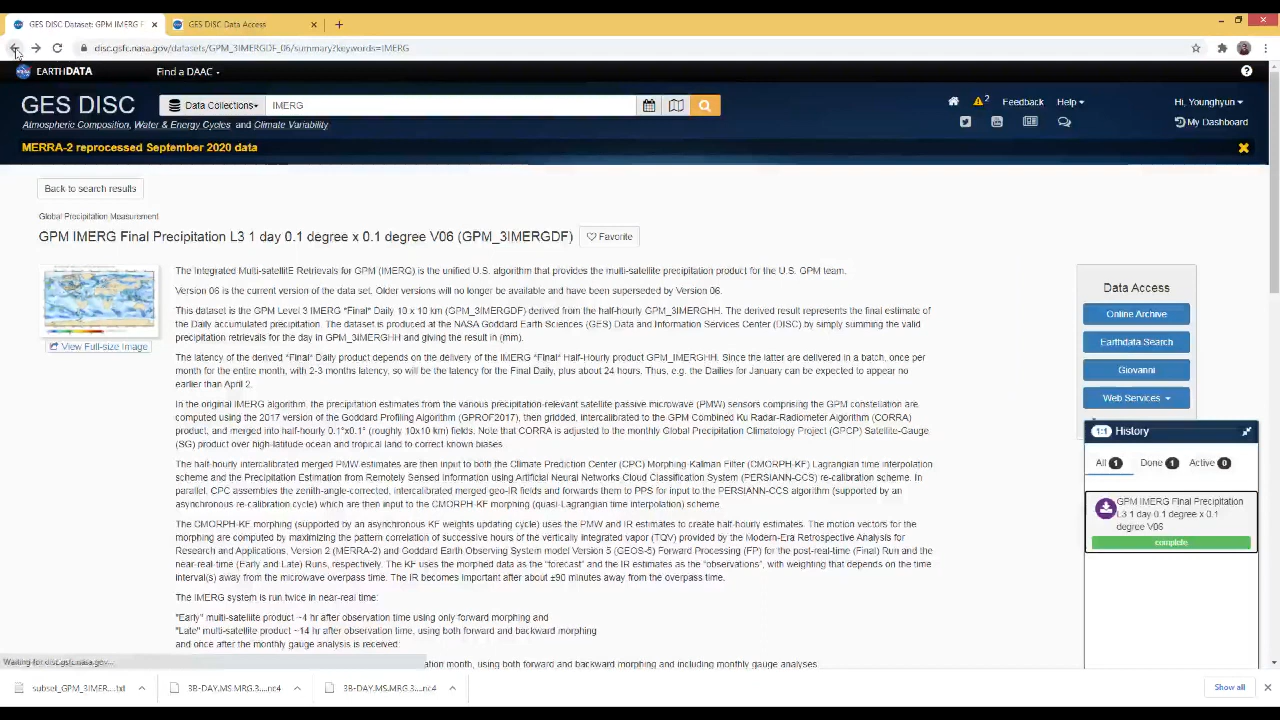 GES DISC Dataset: GPM IMERG F
GES DISC Data Access
disc.gsfc.nasa.gov/datasets/GPM_3IMERGDF_06/summary?keywords=IMERG
EARTHDATA
Find a DAAC
GES DISC
Data Collections
IMERG
2
Feedback
Help
Hi, Younghyun
Atmospheric Composition, Water & Energy Cycles and Climate Variability
My Dashboard
MERRA-2 reprocessed September 2020 data
Back to search results
Global Precipitation Measurement
GPM IMERG Final Precipitation L3 1 day 0.1 degree x 0.1 degree V06 (GPM_3IMERGDF)
Favorite
View Full-size Image
The Integrated Multi-satellitE Retrievals for GPM (IMERG) is the unified U.S. algorithm that provides the multi-satellite precipitation product for the U.S. GPM team.
Version 06 is the current version of the data set. Older versions will no longer be available and have been superseded by Version 06.
This dataset is the GPM Level 3 IMERG *Final* Daily 10 x 10 km (GPM_3IMERGDF) derived from the half-hourly GPM_3IMERGHH. The derived result represents the final estimate of
the Daily accumulated precipitation. The dataset is produced at the NASA Goddard Earth Sciences (GES) Data and Information Services Center (DISC) by simply summing the valid
precipitation retrievals for the day in GPM_3IMERGHH and giving the result in (mm).
The latency of the derived *Final* Daily product depends on the delivery of the IMERG *Final* Half-Hourly product GPM_IMERGHH. Since the latter are delivered in a batch, once per
month for the entire month, with 2-3 months latency, so will be the latency for the Final Daily, plus about 24 hours. Thus, e.g. the Dailies for January can be expected to appear no
earlier than April 2.
In the original IMERG algorithm, the precipitation estimates from the various precipitation-relevant satellite passive microwave (PMW) sensors comprising the GPM constellation are
computed using the 2017 version of the Goddard Profiling Algorithm (GPROF2017), then gridded, intercalibrated to the GPM Combined Ku Radar-Radiometer Algorithm (CORRA)
product, and merged into half-hourly 0.1°x0.1° (roughly 10x10 km) fields. Note that CORRA is adjusted to the monthly Global Precipitation Climatology Project (GPCP) Satellite-Gauge
(SG) product over high-latitude ocean and tropical land to correct known biases.
The half-hourly intercalibrated merged PMW estimates are then input to both the Climate Prediction Center (CPC) Morphing-Kalman Filter (CMORPH-KF) Lagrangian time interpolation
scheme and the Precipitation Estimation from Remotely Sensed Information using Artificial Neural Networks Cloud Classification System (PERSIANN-CCS) re-calibration scheme. In
parallel, CPC assembles the zenith-angle-corrected, intercalibrated merged geo-IR fields and forwards them to PPS for input to the PERSIANN-CCS algorithm (supported by an
asynchronous re-calibration cycle) which are then input to the CMORPH-KF morphing (quasi-Lagrangian time interpolation) scheme.
The CMORPH-KF morphing (supported by an asynchronous KF weights updating cycle) uses the PMW and IR estimates to create half-hourly estimates. The motion vectors for the
morphing are computed by maximizing the pattern correlation of successive hours of the vertically integrated vapor (TQV) provided by the Modern-Era Retrospective Analysis for
Research and Applications, Version 2 (MERRA-2) and Goddard Earth Observing System model Version 5 (GEOS-5) Forward Processing (FP) for the post-real-time (Final) Run and the
near-real-time (Early and Late) Runs, respectively. The KF uses the morphed data as the "forecast" and the IR estimates as the "observations", with weighting that depends on the time
interval(s) away from the microwave overpass time. The IR becomes important after about ±90 minutes away from the overpass time.
The IMERG system is run twice in near-real time:
"Early" multi-satellite product ~4 hr after observation time using only forward morphing and
"Late" multi-satellite product ~14 hr after observation time, using both forward and backward morphing
and once after the monthly gauge analysis is received:
ation month, using both forward and backward morphing and including monthly gauge analyses
Data Access
Online Archive
Earthdata Search
Giovanni
Web Services
1:1 History
All 1 Done 1 Active 0
GPM IMERG Final Precipitation
L3 1 day 0.1 degree x 0.1
degree V06
complete
Waiting for disc.gsfc.nasa.gov...
subset_GPM_3IMER....txt
3B-DAY.MS.MRG.3....nc4
3B-DAY.MS.MRG.3....nc4
Show all